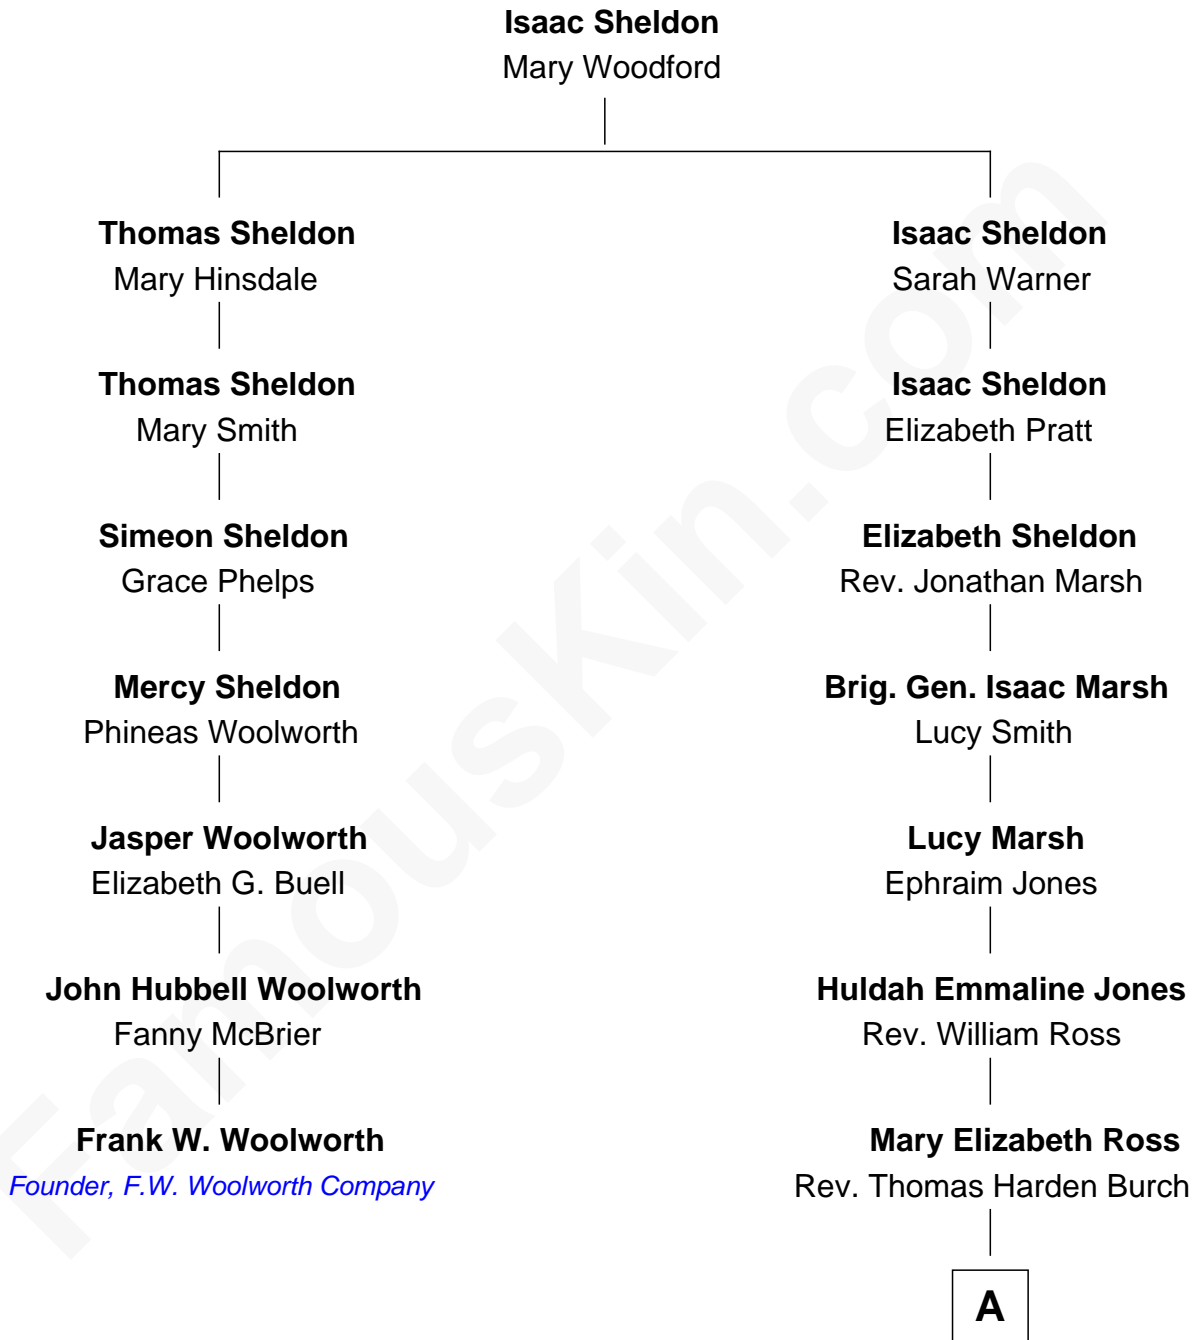 Isaac Sheldon
Mary Woodford
Thomas Sheldon
Mary Hinsdale
Isaac Sheldon
Sarah Warner
Thomas Sheldon
Mary Smith
Isaac Sheldon
Elizabeth Pratt
Simeon Sheldon
Grace Phelps
Elizabeth Sheldon
Rev. Jonathan Marsh
Mercy Sheldon
Phineas Woolworth
Brig. Gen. Isaac Marsh
Lucy Smith
Jasper Woolworth
Elizabeth G. Buell
Lucy Marsh
Ephraim Jones
John Hubbell Woolworth
Fanny McBrier
Huldah Emmaline Jones
Rev. William Ross
Frank W. Woolworth
Founder, F.W. Woolworth Company
Mary Elizabeth Ross
Rev. Thomas Harden Burch
A
FamousKin.com